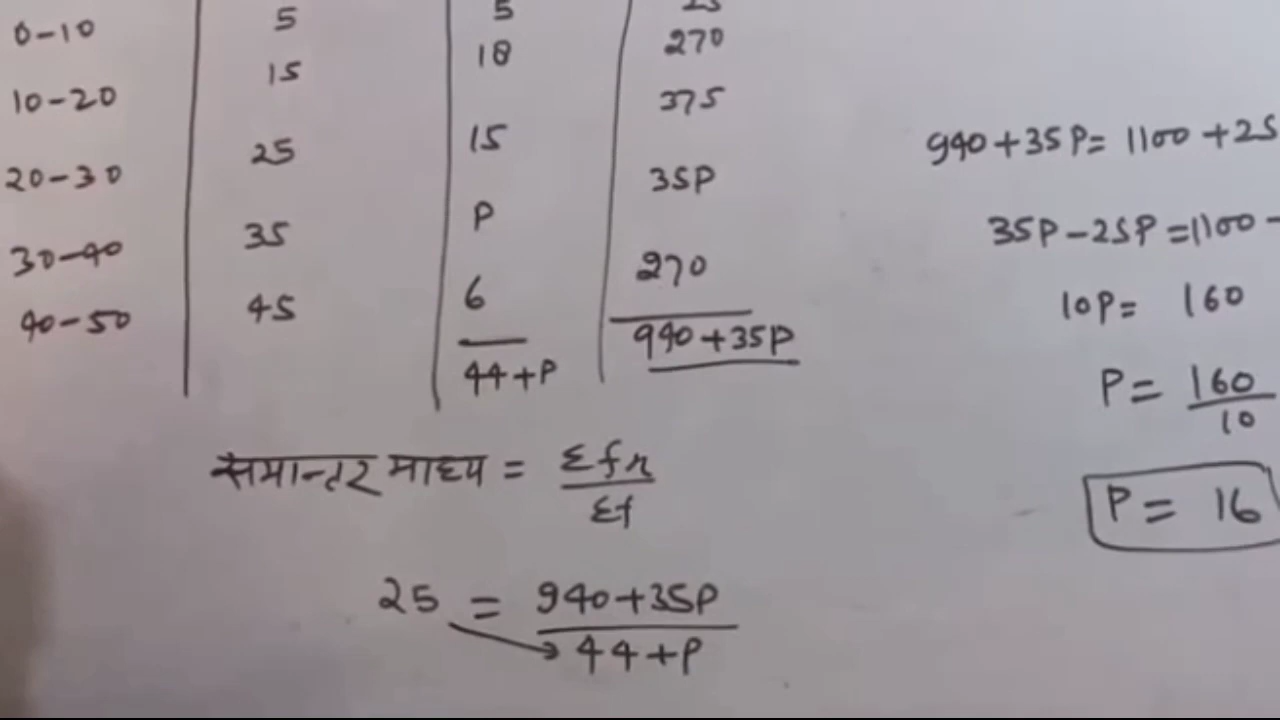 0-10 5 5 25
10-20 15 18 270
20-30 25 15 375
30-40 35 P 35P
40-50 45 6 270
44+P 940+35P
समान्तर माध्य = Σfx/Σf
25 = 940+35P/44+P
940+35P= 1100+25
35P-25P=1100-
10P= 160
P= 160/10
P= 16